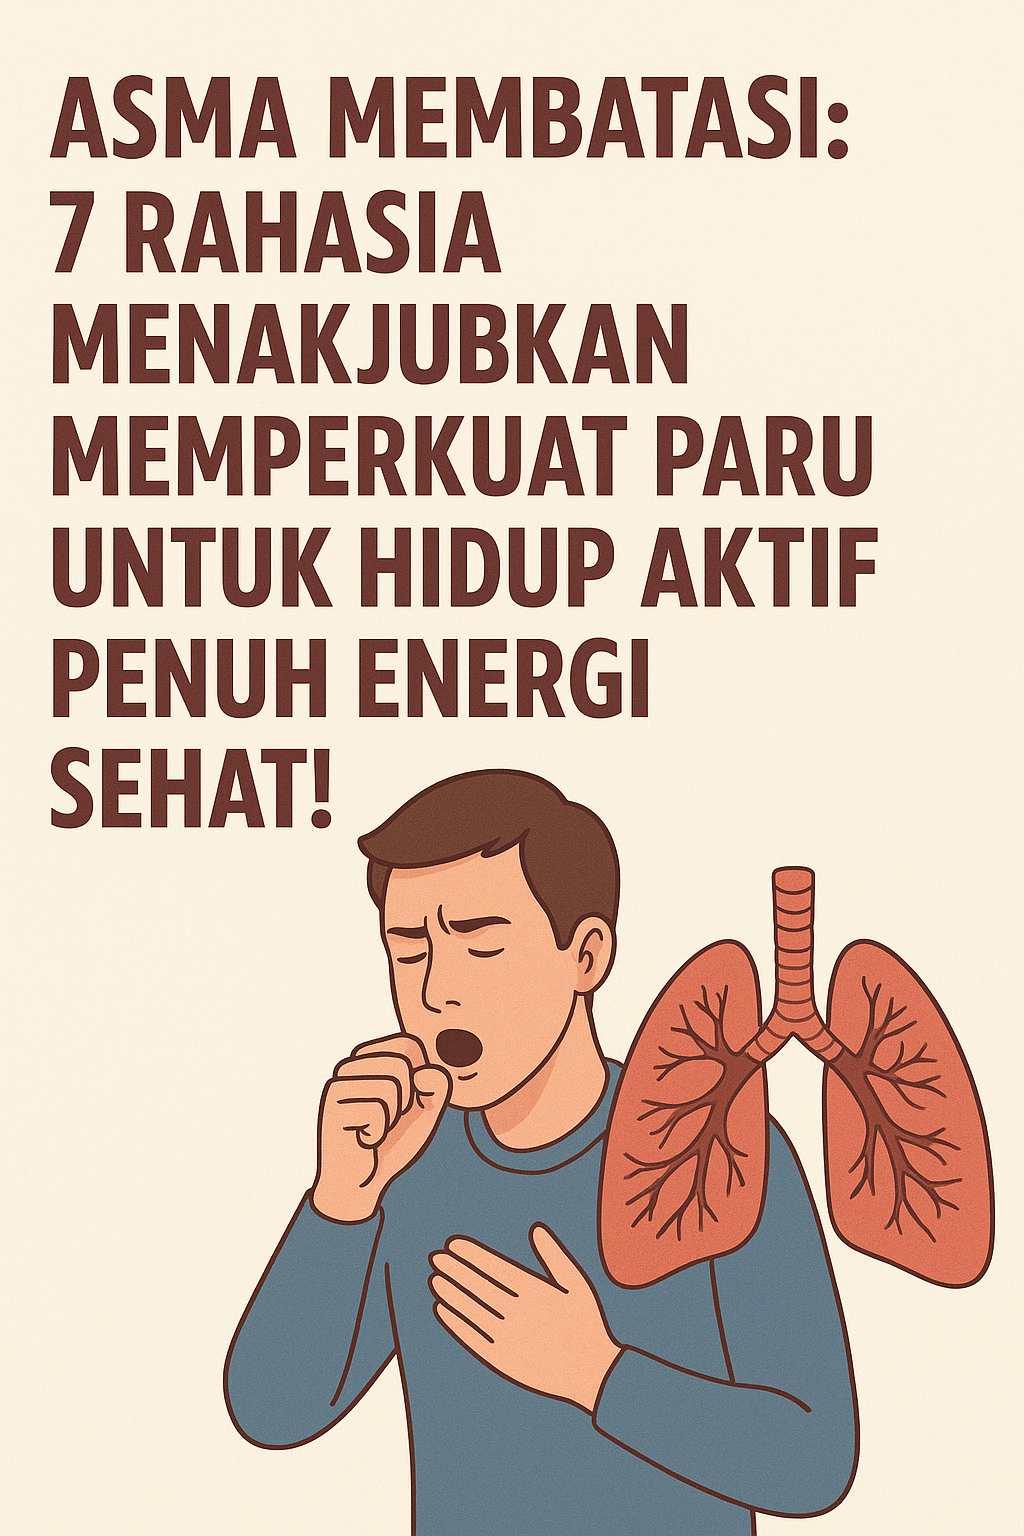 ASMA MEMBATASI:
7 RAHASIA
MENAKJUBKAN
MEMPERKUAT PARU
UNTUK HIDUP AKTIF
PENUH ENERGI
SEHAT!